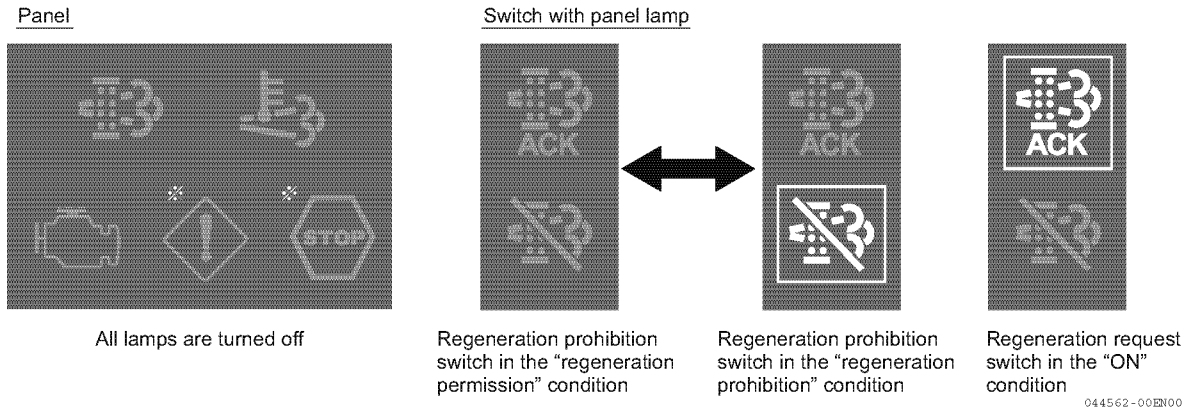 Panel
Switch with panel lamp
ACK
ACK
ACK
STOP
※ ※
All lamps are turned off
Regeneration prohibition
switch in the “regeneration
permission” condition
Regeneration prohibition
switch in the “regeneration
prohibition” condition
Regeneration request
switch in the “ON”
condition
044562-00EN00